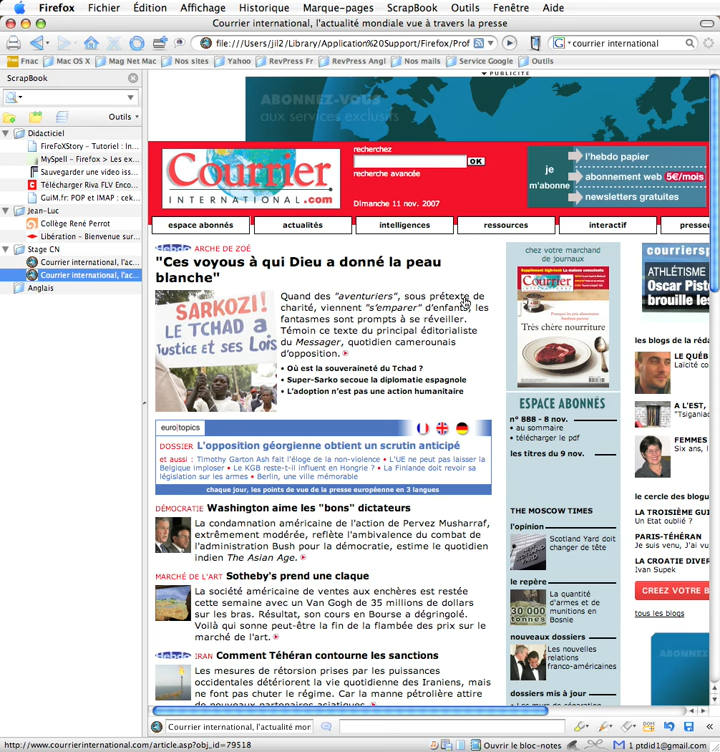 Firefox Fichier Édition Affichage Historique Marque-pages ScrapBook Outils Fenêtre Aide
Courrier international, l'actualité mondiale vue à travers la presse
file:///Users/jil2/Library/Application%20Support/Firefox/Prof
courrier international
Fnac Mac OS X Mag Net Mac Nos sites Yahoo RevPress Fr RevPress Angl Nos mails Service Google Outils
ScrapBook
Outils
Didacticiel
FireFoXStory – Tutoriel : In...
MySpell – Firefox > Les ex...
Sauvegarder une video iss...
Télécharger Riva FLV Enco...
GuiM.fr: POP et IMAP : cek...
Jean-Luc
Collège René Perrot
Libération – Bienvenue sur...
Stage CN
Courrier international, l'ac...
Courrier international, l'ac...
Anglais
PUBLICITE
ABONNEZ-VOUS
aux services exclusifs
Courrier
INTERNATIONAL.com
recherchez
OK
recherche avancée
Dimanche 11 nov. 2007
je m'abonne
l'hebdo papier
abonnement web 5€/mois
newsletters gratuites
espace abonnés actualités intelligences ressources interactif presse
Hebdo ARCHE DE ZOÉ
"Ces voyous à qui Dieu a donné la peau
blanche"
SARKOZI!
LE TCHAD a
Justice et ses Lois
Quand des "aventuriers", sous prétexte de
charité, viennent "s'emparer" d'enfants, les
fantasmes sont prompts à se réveiller.
Témoin ce texte du principal éditorialiste
du Messager, quotidien camerounais
d'opposition.
• Où est la souveraineté du Tchad ?
• Super-Sarko secoue la diplomatie espagnole
• L'adoption n'est pas une action humanitaire
euro|topics
DOSSIER L'opposition géorgienne obtient un scrutin anticipé
et aussi : Timothy Garton Ash fait l'éloge de la non-violence • L'UE ne peut pas laisser la
Belgique imploser • Le KGB reste-t-il influent en Hongrie ? • La Finlande doit revoir sa
législation sur les armes • Berlin, une ville mémorable
chaque jour, les points de vue de la presse européenne en 3 langues
DÉMOCRATIE Washington aime les "bons" dictateurs
La condamnation américaine de l'action de Pervez Musharraf,
extrêmement modérée, reflète l'ambivalence du combat de
l'administration Bush pour la démocratie, estime le quotidien
indien The Asian Age.
MARCHÉ DE L'ART Sotheby's prend une claque
La société américaine de ventes aux enchères est restée
cette semaine avec un Van Gogh de 35 millions de dollars
sur les bras. Résultat, son cours en Bourse a dégringolé.
Voilà qui sonne peut-être la fin de la flambée des prix sur le
marché de l'art.
Hebdo IRAN Comment Téhéran contourne les sanctions
Les mesures de rétorsion prises par les puissances
occidentales détériorent la vie quotidienne des Iraniens, mais
ne font pas chuter le régime. Car la manne pétrolière attire
de nouveaux partenaires asiatiques.
chez votre marchand
de journaux
Très chère nourriture
ESPACE ABONNÉS
n° 888 - 8 nov.
• au sommaire
• télécharger le pdf
les titres du 9 nov.
THE MOSCOW TIMES
l'opinion
SCOTLAND YARD
Scotland Yard doit
changer de tête
le repère
30 000
tonnes
La quantité
d'armes et de
munitions en
Bosnie
nouveaux dossiers
Les nouvelles
relations
franco-américaines
dossiers mis à jour
• Les murs de la
courriersp
ATHLÉTISME
Oscar Pisto
brouille les
les blogs de la réda
LE QUÉB
Laïcité co
A L'EST,
"Tsigania
FEMMES
Six ans, l
le cercle des blogu
LA TROISIÈME GUI
Un Etat oublié ?
PARIS-TÉHÉRAN
Je suis venu, j'ai vu
LA CROATIE DIVER
Ivan Supek
CREEZ VOTRE B
tous les blogs
ABONNEZ
Courrier international, l'actualité mon
http://www.courrierinternational.com/article.asp?obj_id=79518
Ouvrir le bloc-notes
1 ptdid1@gmail.com